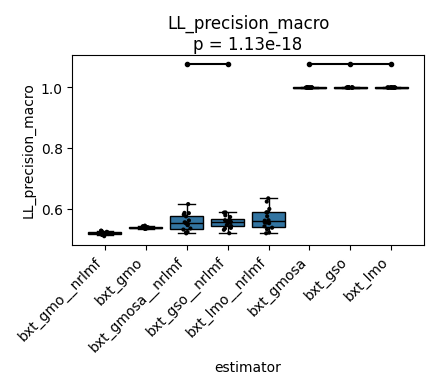 LL_precision_macro
p = 1.13e-18
LL_precision_macro
1.0
0.8
0.6
bxt_gmo__nrlmf
bxt_gmo
bxt_gmosa__nrlmf
bxt_gso__nrlmf
bxt_lmo__nrlmf
bxt_gmosa
bxt_gso
bxt_lmo
estimator